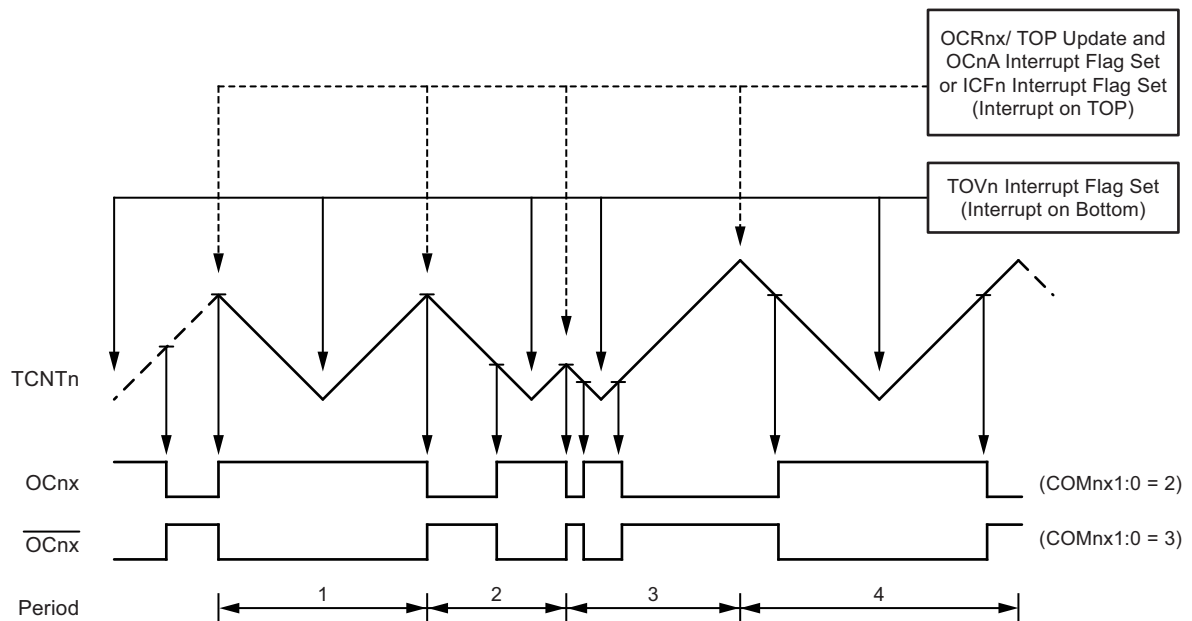 OCRnx/ TOP Update and
OCnA Interrupt Flag Set
or ICFn Interrupt Flag Set
(Interrupt on TOP)
TOVn Interrupt Flag Set
(Interrupt on Bottom)
TCNTn
OCnx
(COMnx1:0 = 2)
OCnx
(COMnx1:0 = 3)
Period
1
2
3
4